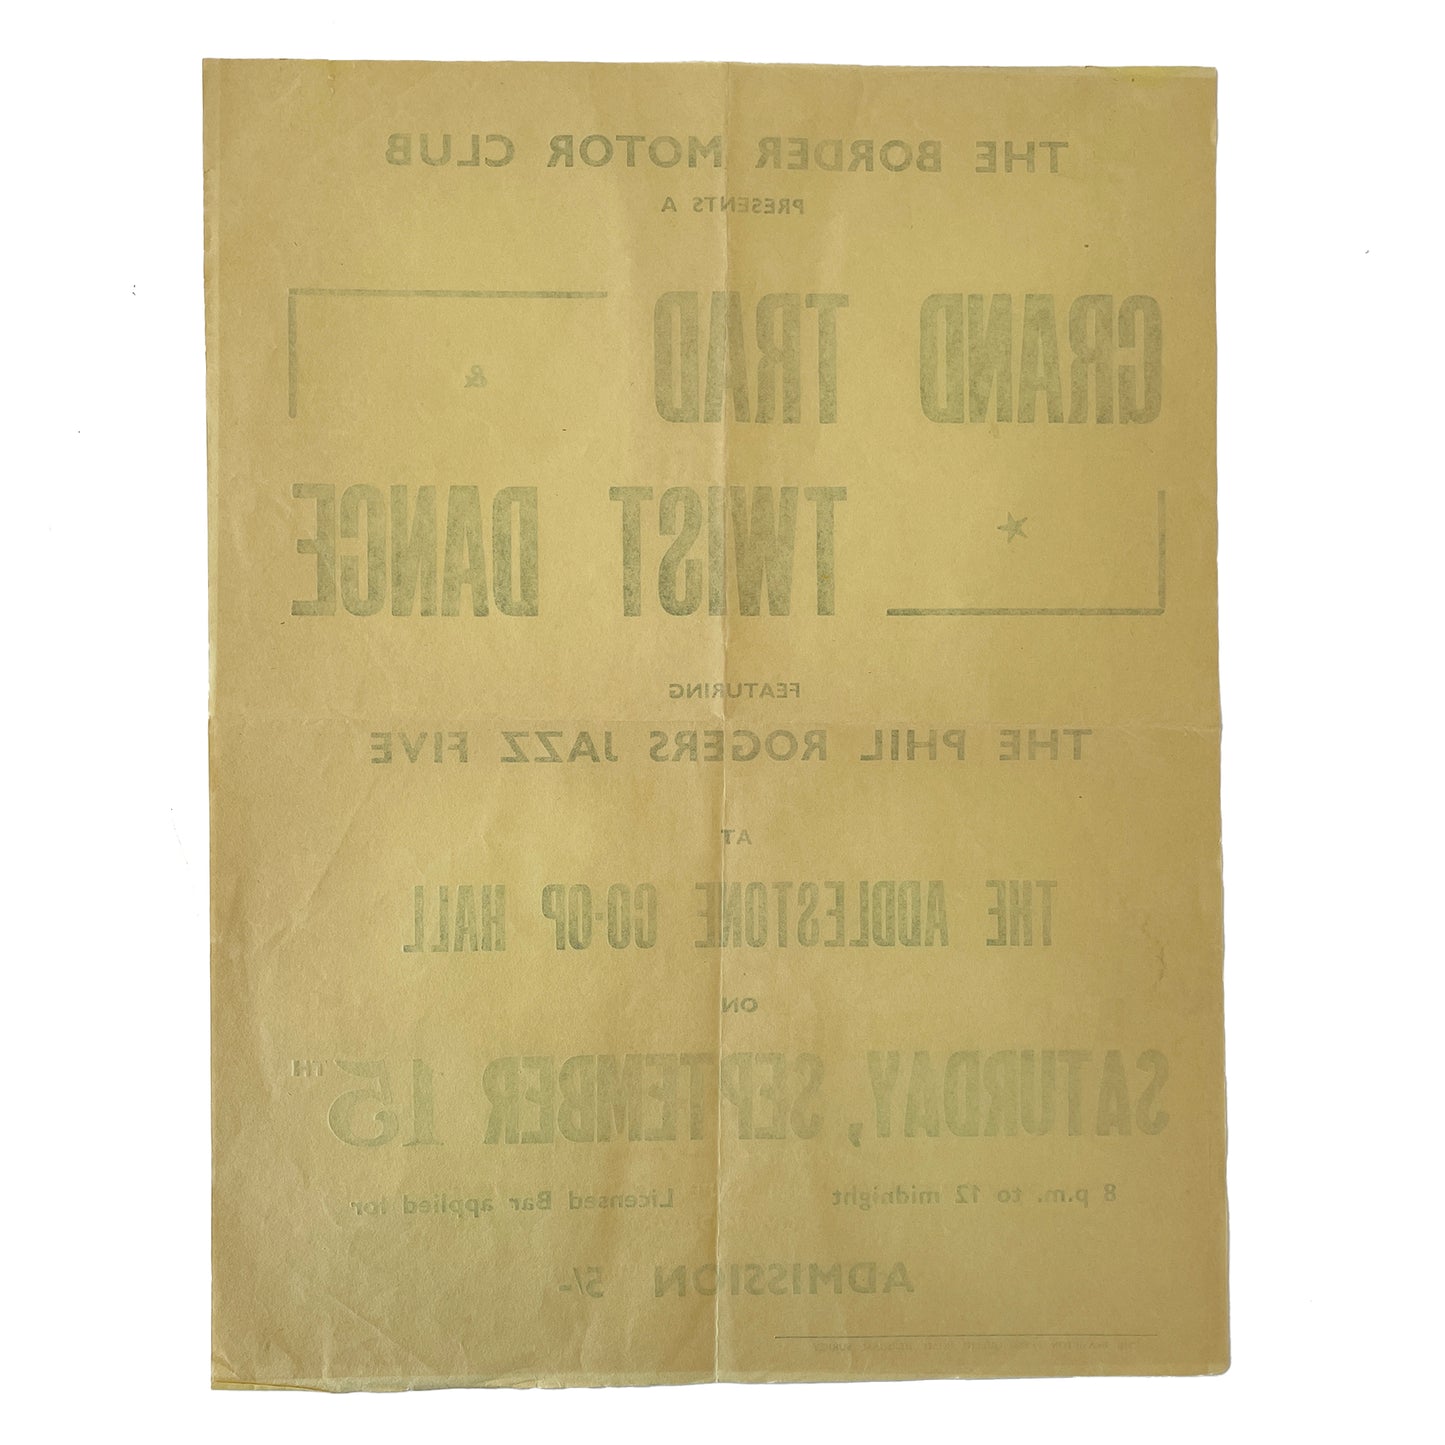 THE BORDER MOTOR CLUB
PRESENTS A
GRAND TRAD
&
TWIST DANCE
FEATURING
THE PHIL ROGERS JAZZ FIVE
AT
THE ADDLESTONE CO-OP HALL
ON
SATURDAY, SEPTEMBER 15TH
8 p.m. to 12 midnight Licensed Bar applied for
ADMISSION 5/-